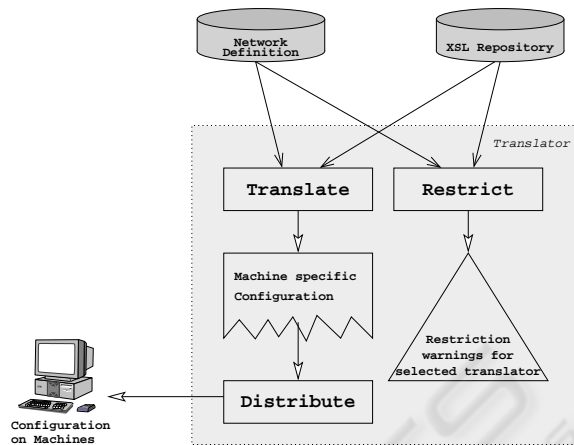 Network
Definition
XSL Repository
Translator
Translate
Restrict
Machine specific
Configuration
Restriction
warnings for
selected translator
Distribute
Configuration
on Machines